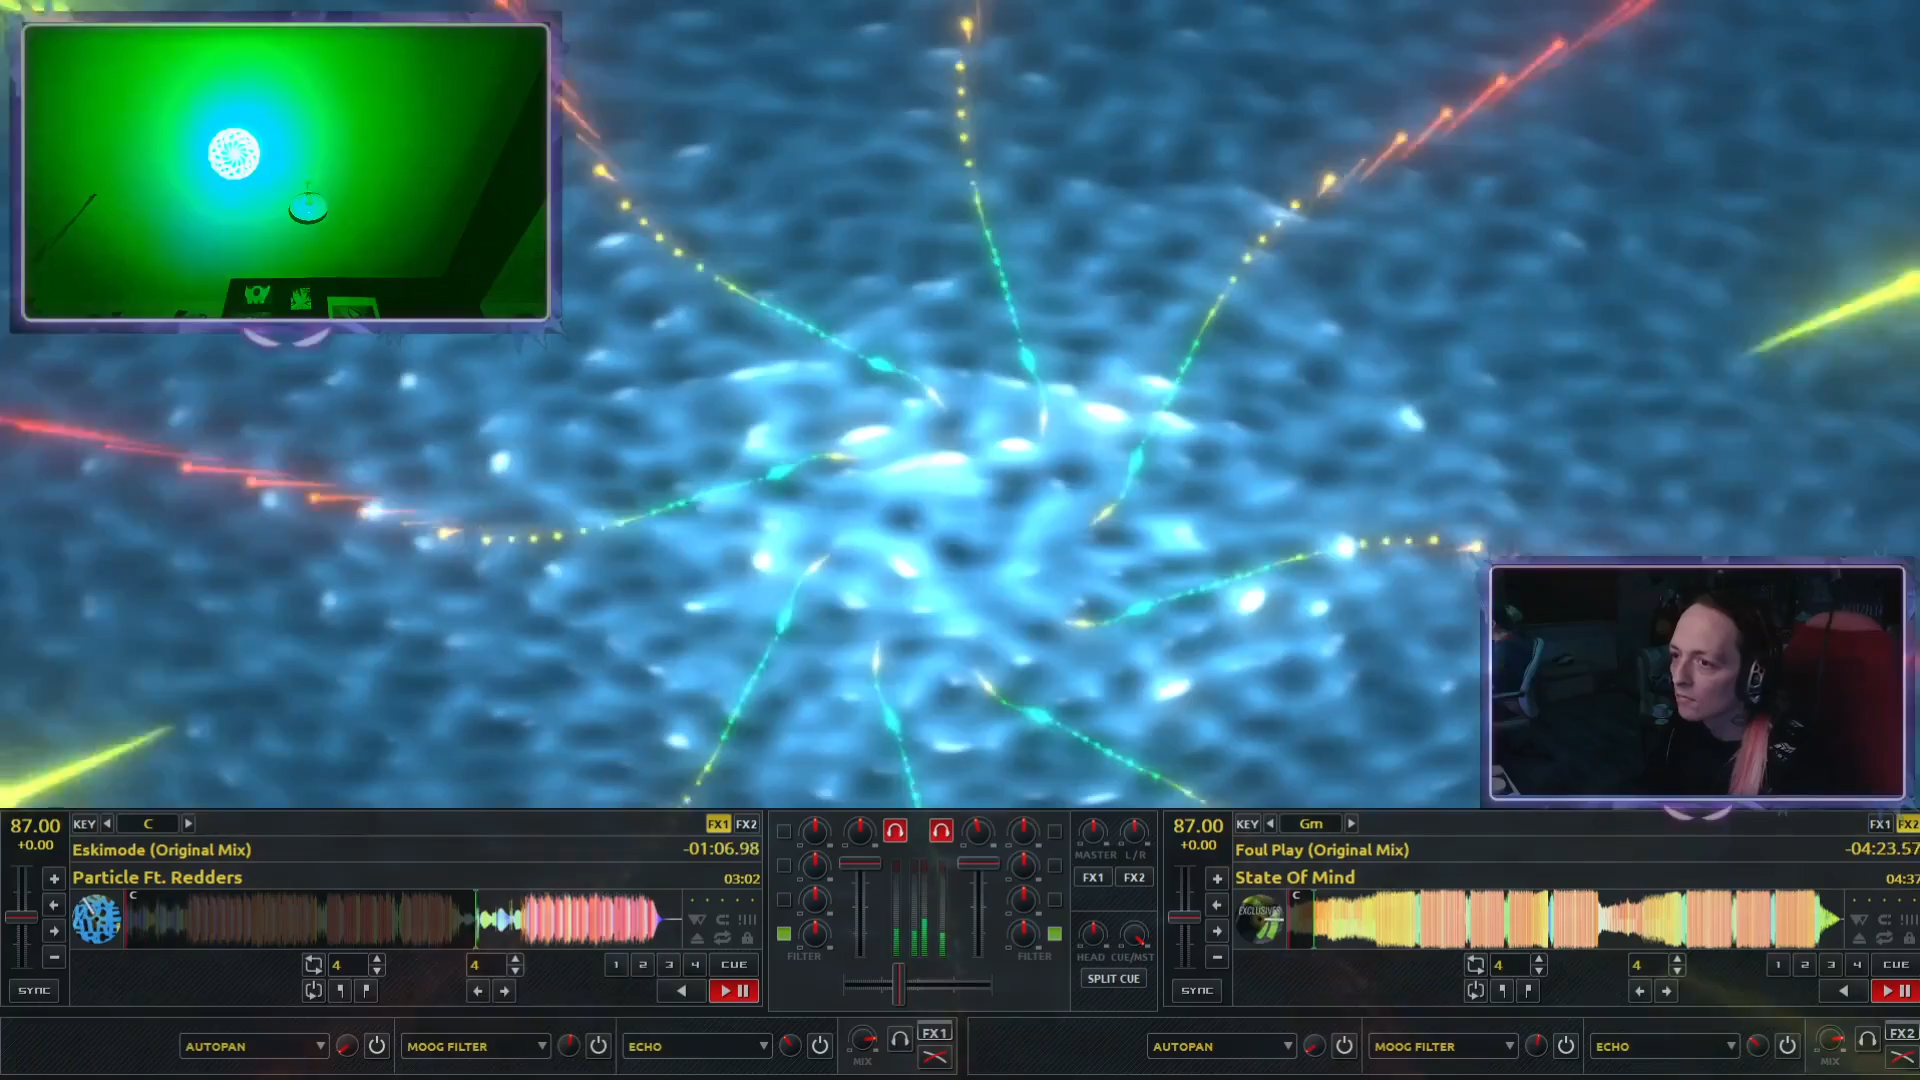 87.00
+0.00
KEY C
FX1 FX2
Eskimode (Original Mix)
-01:06.98
Particle Ft. Redders
03:02
C
4
4
1 2 3 4 CUE
SYNC
FILTER
FILTER
MASTER L/R
FX1 FX2
HEAD CUE/MST
SPLIT CUE
87.00
+0.00
KEY Gm
FX1 FX2
Foul Play (Original Mix)
-04:23.57
State Of Mind
04:37
EXCLUSIVES
C
4
4
1 2 3 4 CUE
SYNC
AUTOPAN
MOOG FILTER
ECHO
MIX
FX1
AUTOPAN
MOOG FILTER
ECHO
MIX
FX2